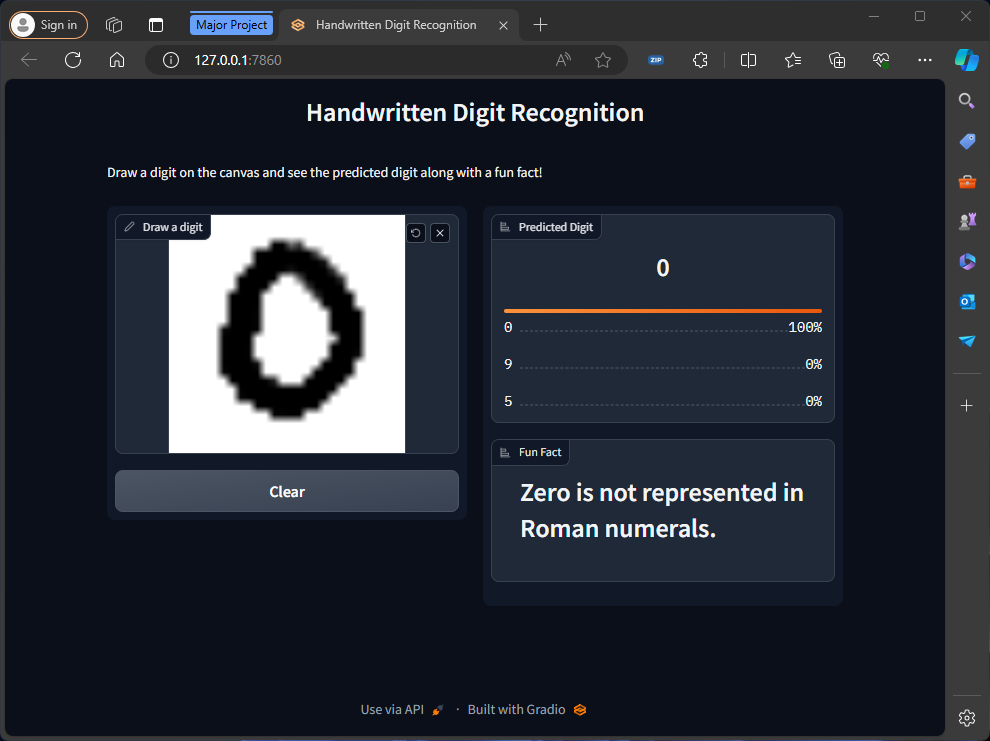 Sign in
Major Project
Handwritten Digit Recognition
127.0.0.1:7860
A
ZIP
Handwritten Digit Recognition
Draw a digit on the canvas and see the predicted digit along with a fun fact!
Draw a digit
0
Clear
Predicted Digit
0
0 100%
9 0%
5 0%
Fun Fact
Zero is not represented in
Roman numerals.
Use via API · Built with Gradio